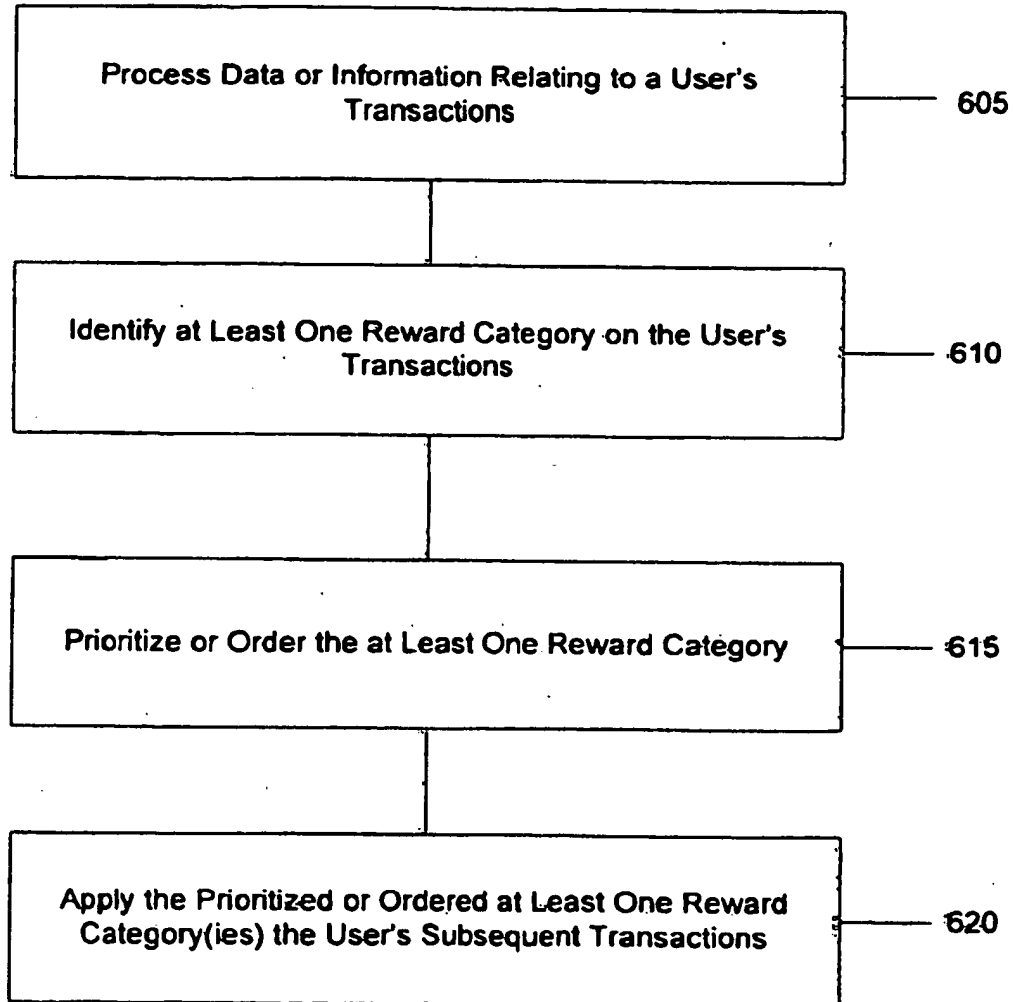 Process Data or Information Relating to a User's
Transactions
605
Identify at Least One Reward Category on the User's
Transactions
610
Prioritize or Order the at Least One Reward Category
615
Apply the Prioritized or Ordered at Least One Reward
Category(ies) the User's Subsequent Transactions
620